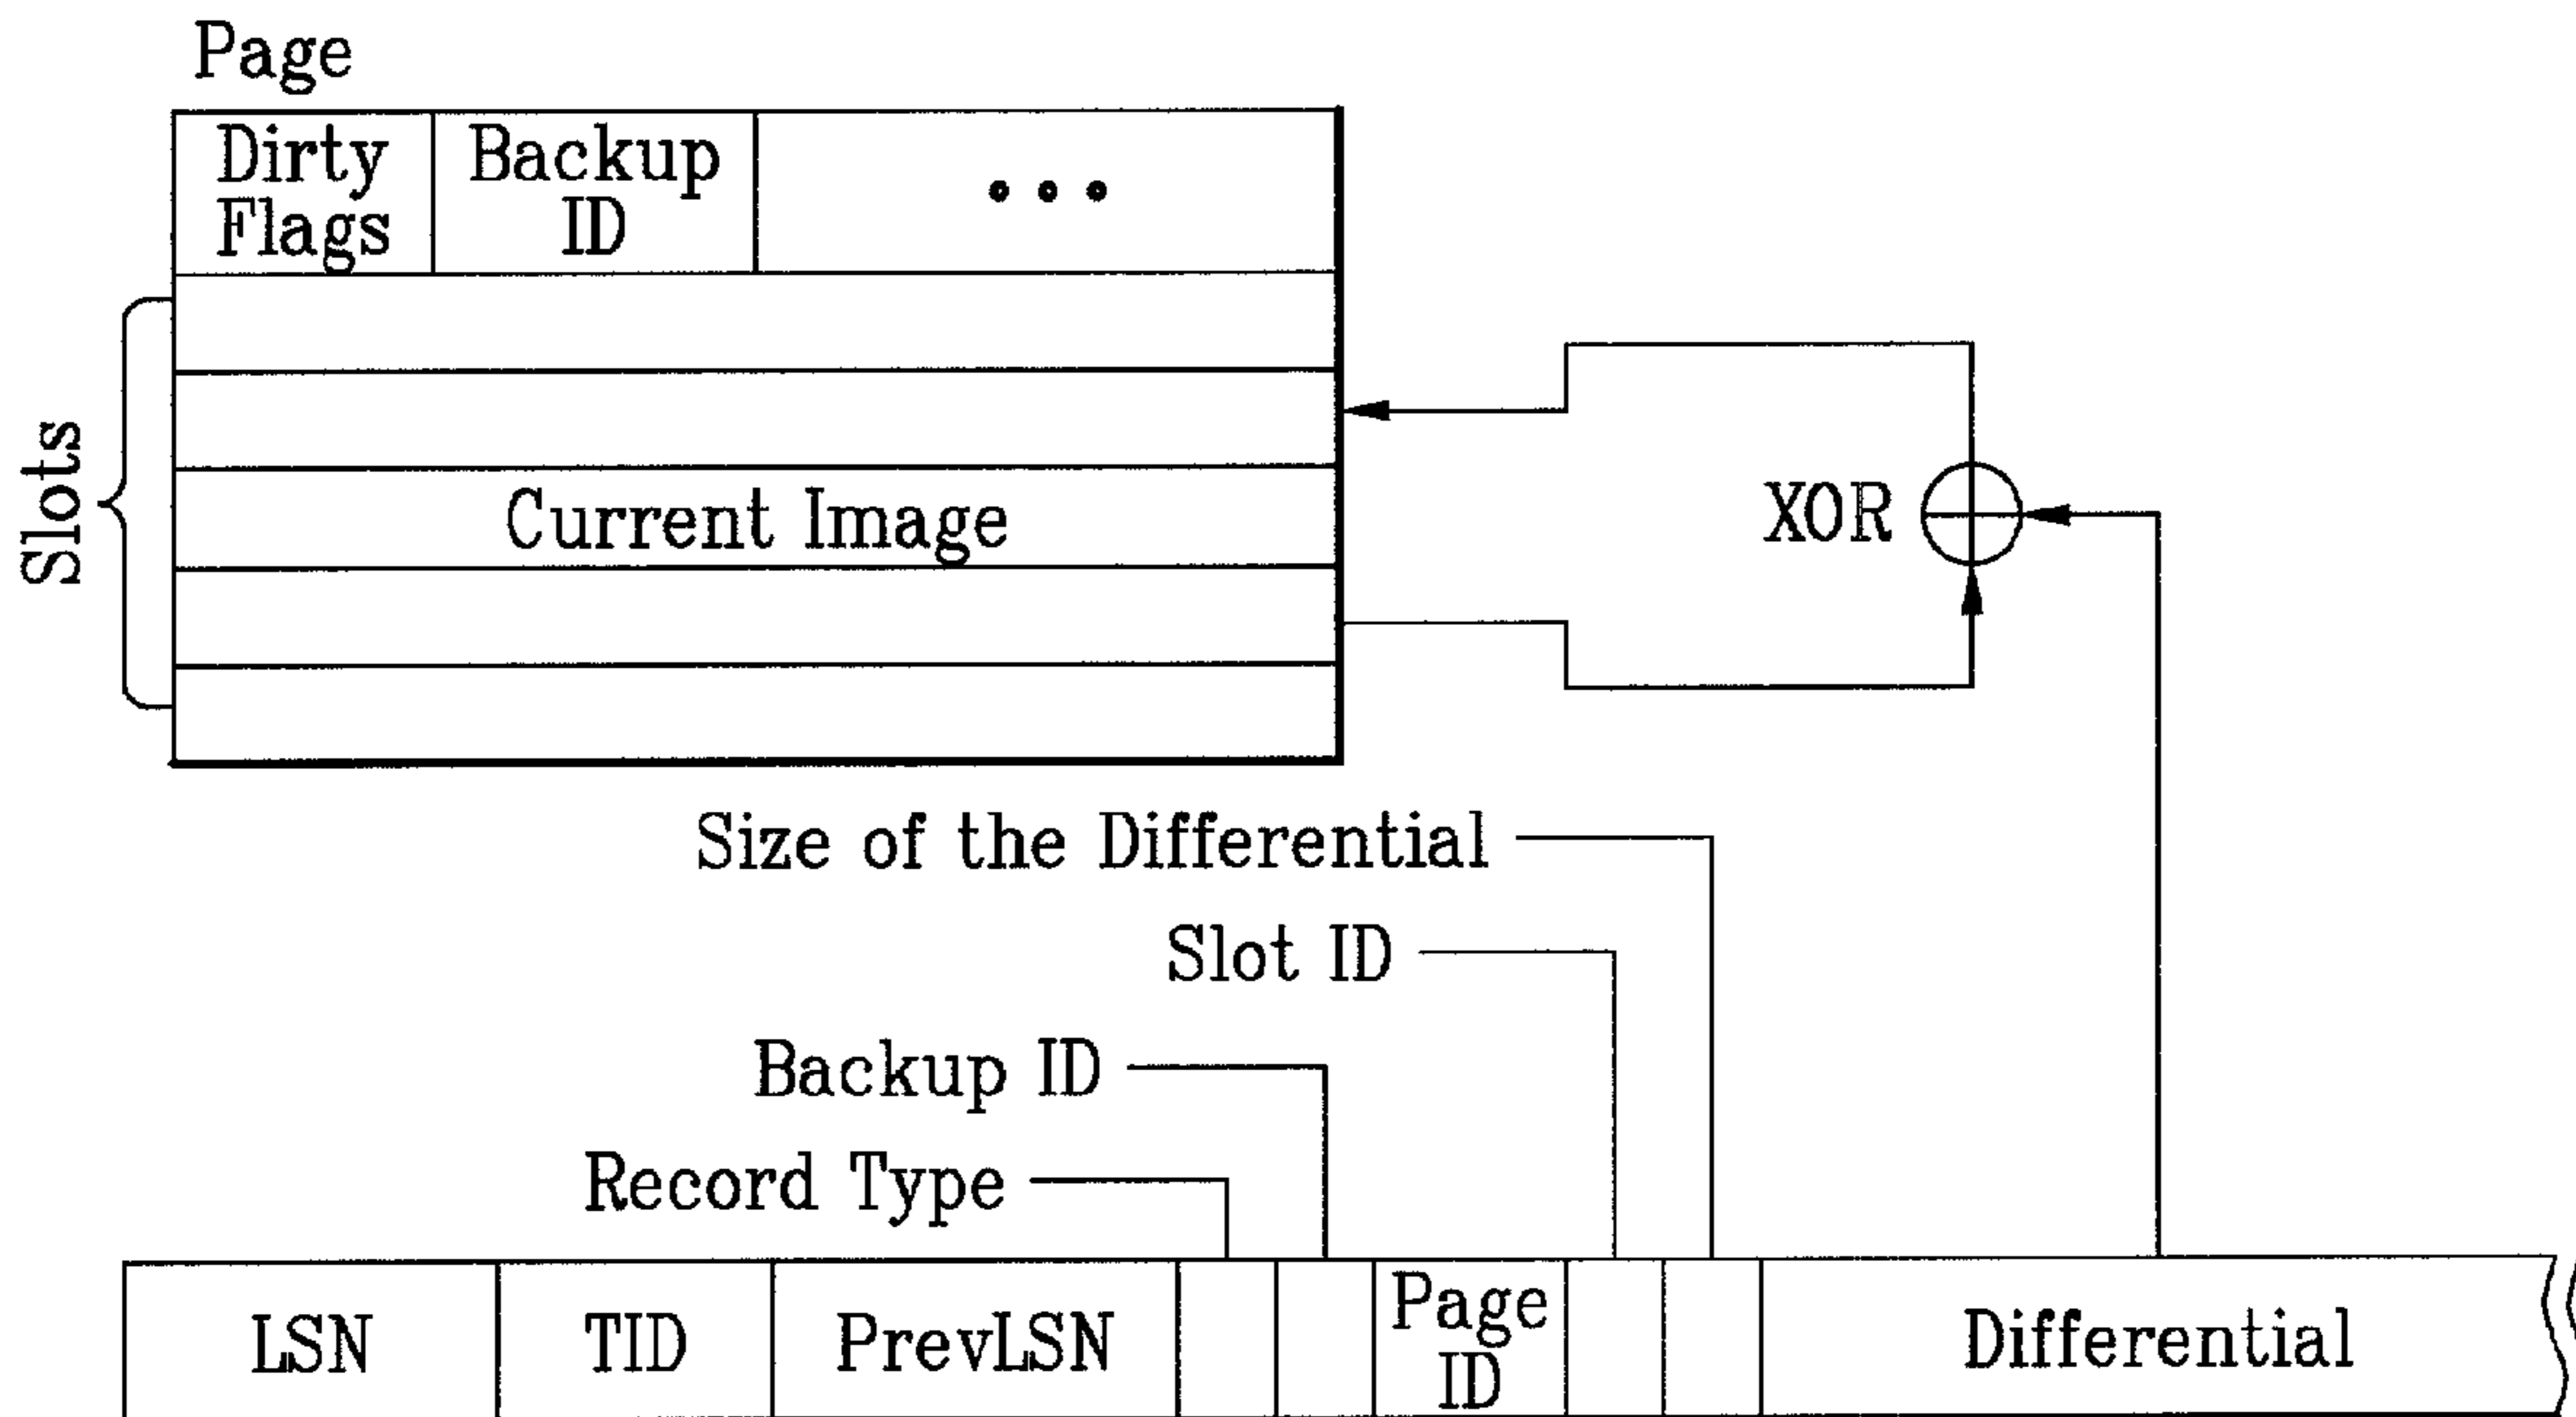 Page
Dirty
Flags
Backup
ID
• • •
Slots
Current Image
XOR
Size of the Differential
Slot ID
Backup ID
Record Type
LSN
TID
PrevLSN
Page
ID
Differential